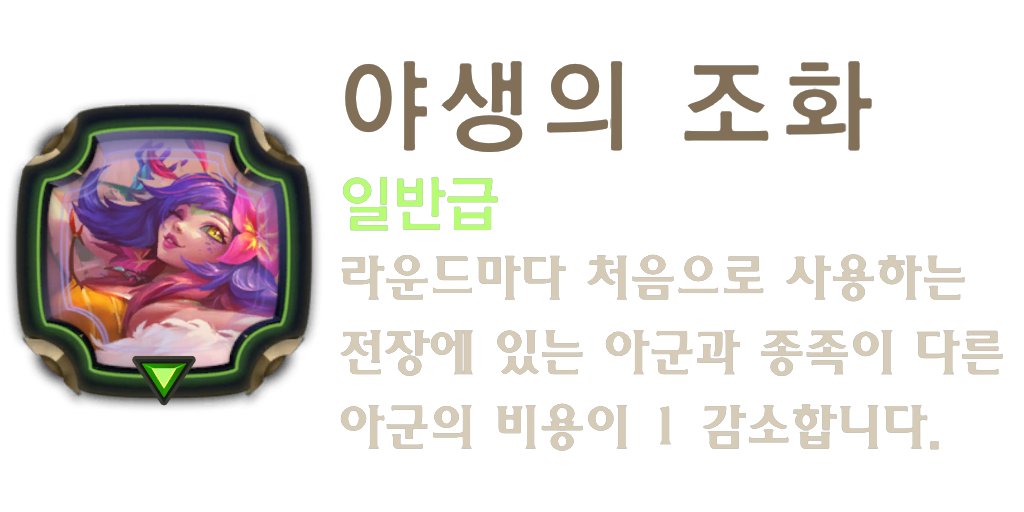 야생의 조화
일반급
라운드마다 처음으로 사용하는
전장에 있는 아군과 종족이 다른
아군의 비용이 1 감소합니다.